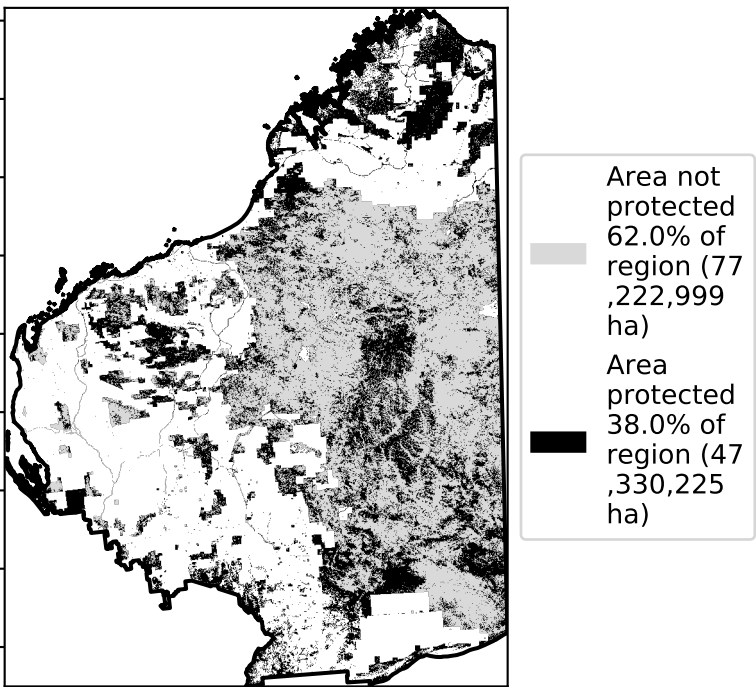 Area not
protected
62.0% of
region (77
,222,999
ha)
Area
protected
38.0% of
region (47
,330,225
ha)